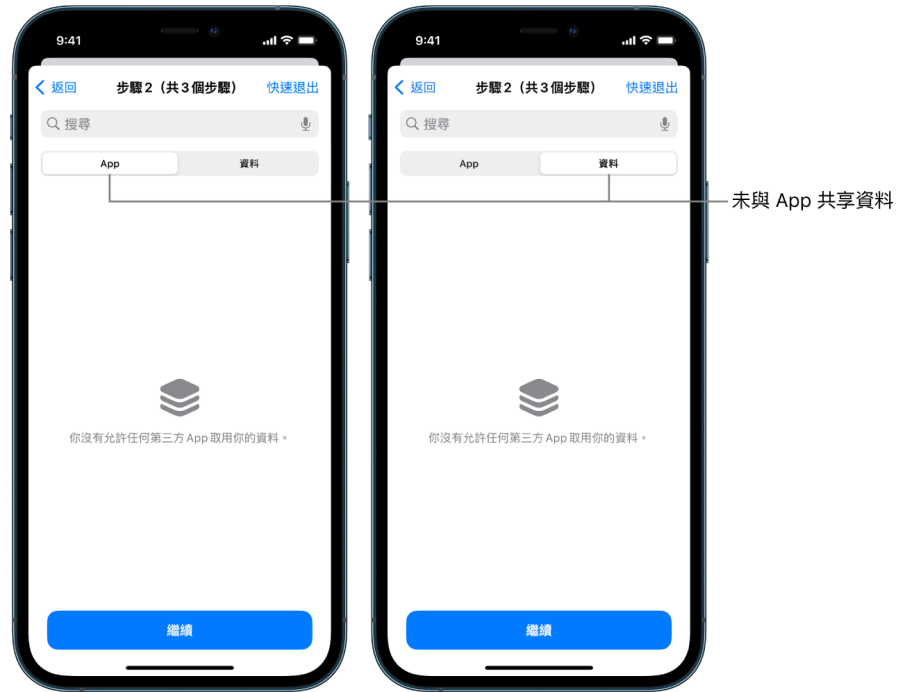 9:41
返回
步驟2（共3個步驟）
快速退出
搜尋
App
資料
你沒有允許任何第三方 App 取用你的資料。
繼續
9:41
返回
步驟2（共3個步驟）
快速退出
搜尋
App
資料
你沒有允許任何第三方 App 取用你的資料。
繼續
未與 App 共享資料